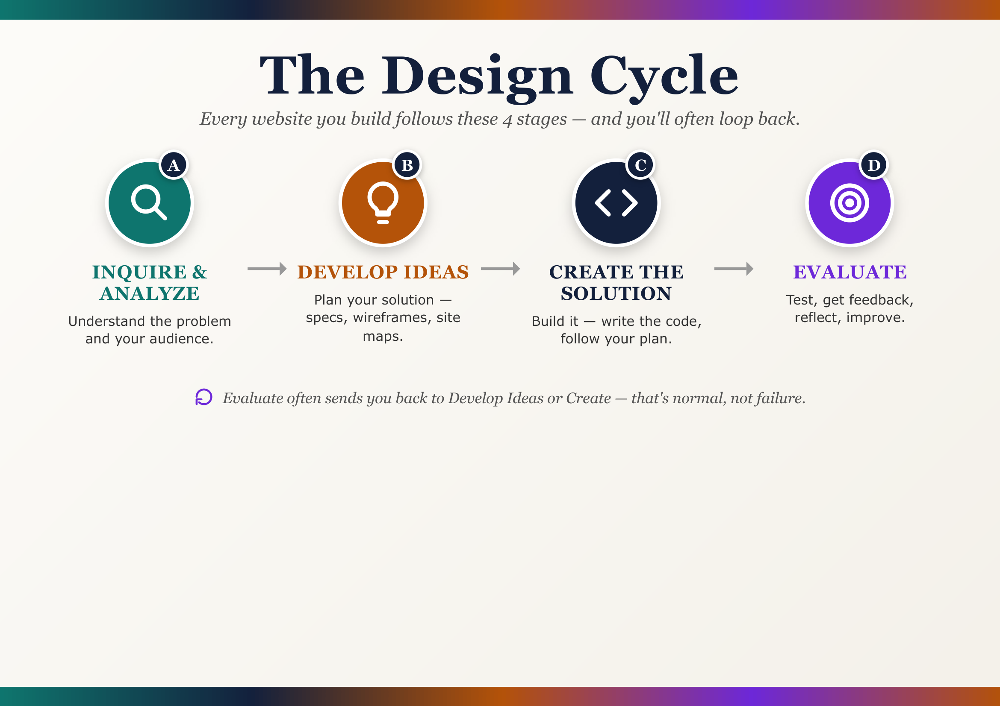 The Design Cycle
Every website you build follows these 4 stages — and you'll often loop back.
A
INQUIRE &
ANALYZE
Understand the problem
and your audience.
B
DEVELOP IDEAS
Plan your solution —
specs, wireframes, site
maps.
C
CREATE THE
SOLUTION
Build it — write the code,
follow your plan.
D
EVALUATE
Test, get feedback,
reflect, improve.
Evaluate often sends you back to Develop Ideas or Create — that's normal, not failure.